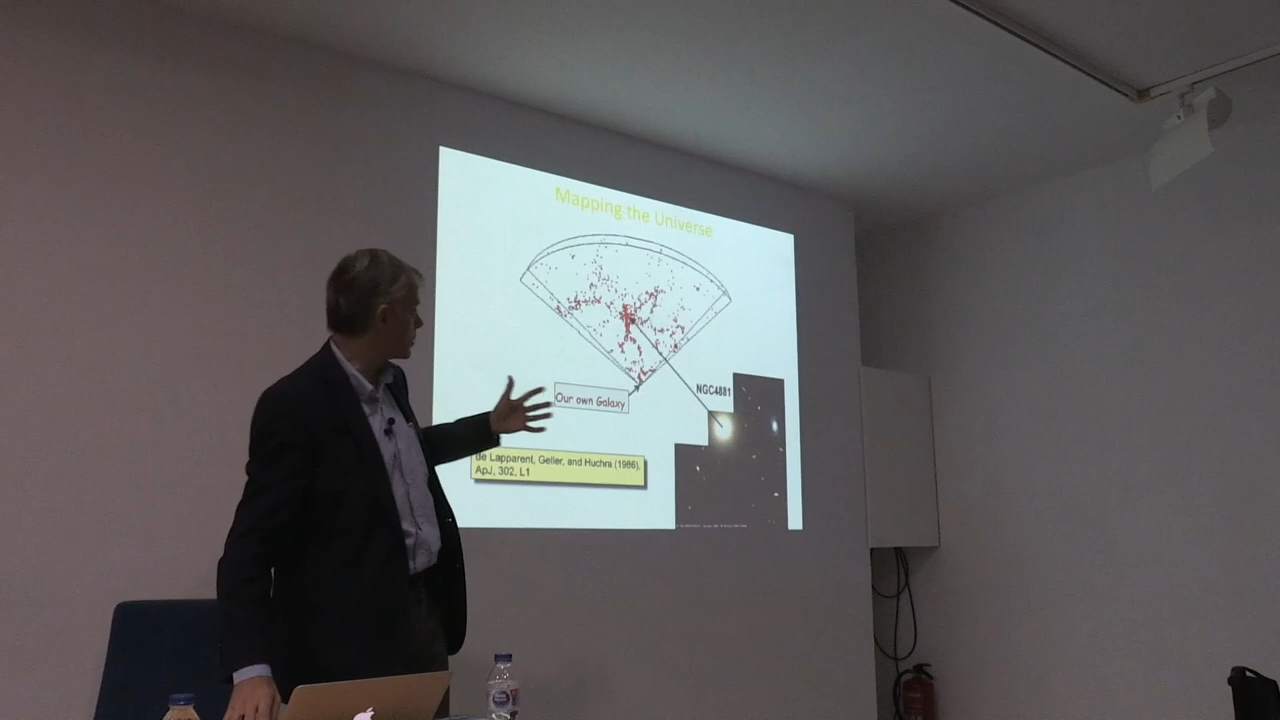 Mapping the Universe
NGC4881
Our own Galaxy
de Lapparent, Geller, and Huchra (1986),
ApJ, 302, L1